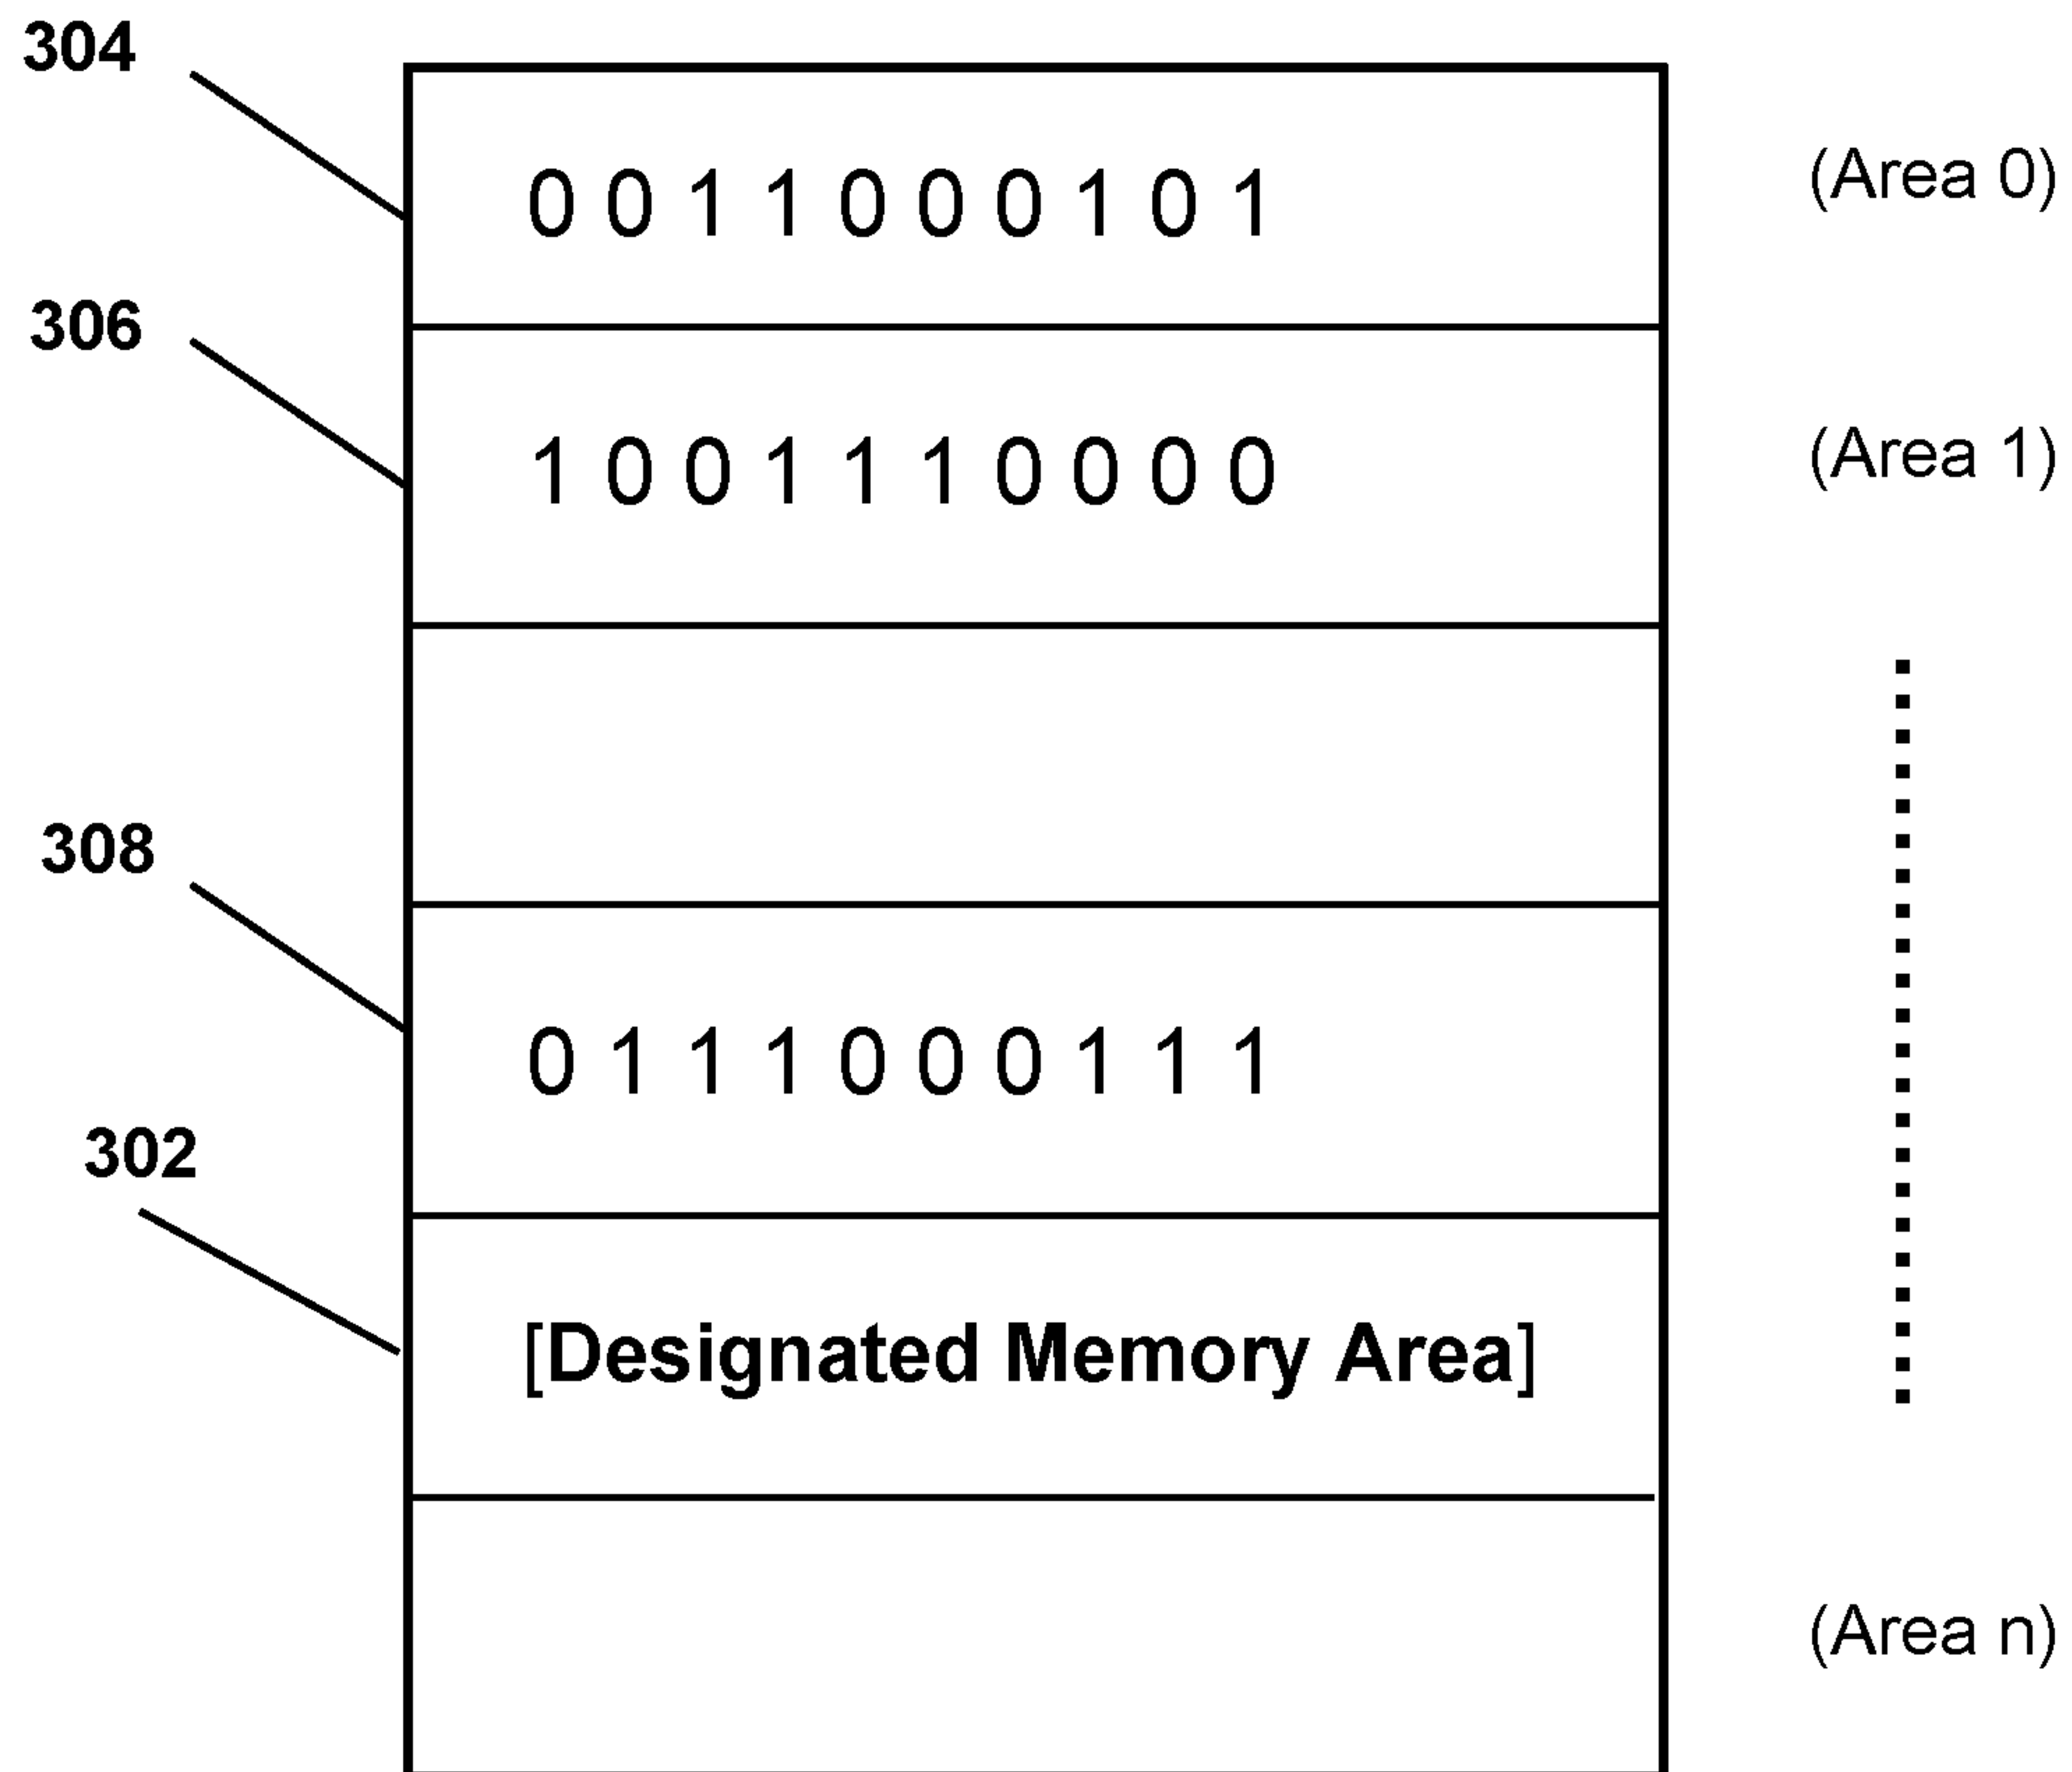 304
0 0 1 1 0 0 0 1 0 1
(Area 0)
306
1 0 0 1 1 1 0 0 0 0
(Area 1)
308
0 1 1 1 0 0 0 1 1 1
302
[Designated Memory Area]
(Area n)